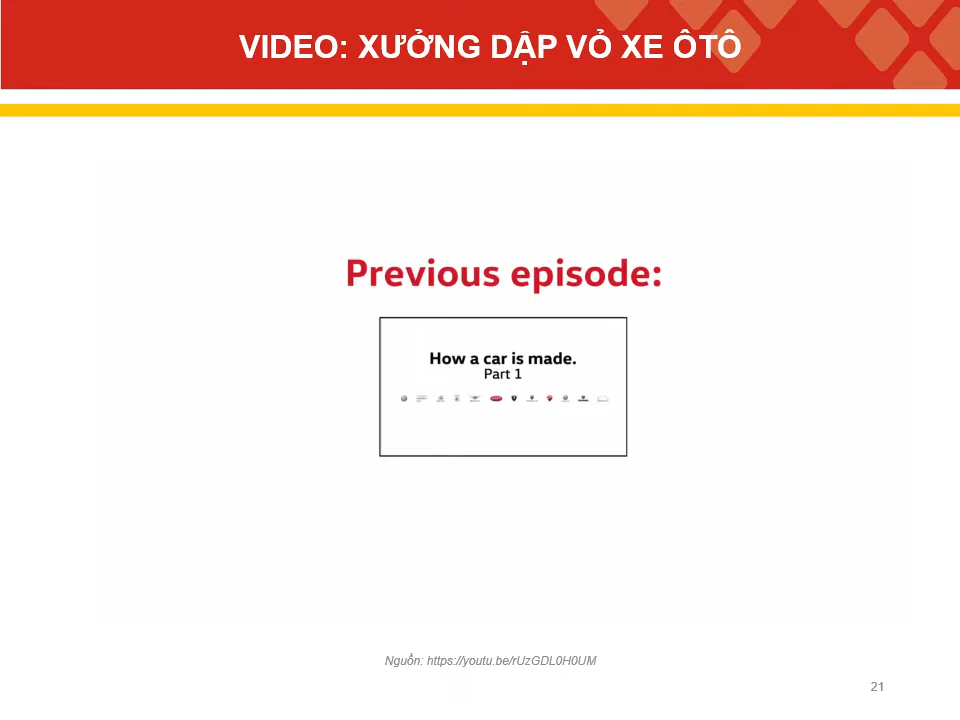 VIDEO: XƯỞNG DẬP VỎ XE ÔTÔ
Previous episode:
How a car is made.
Part 1
Nguồn: https://youtu.be/rUzGDL0H0UM
21